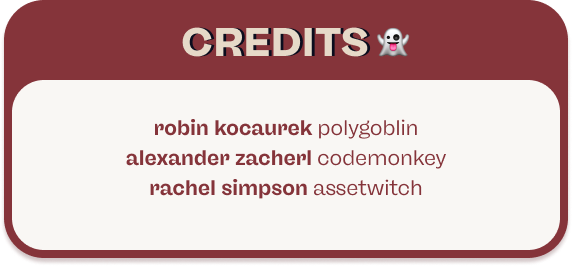 CREDITS 👻
robin kocaurek polygoblin
alexander zacherl codemonkey
rachel simpson assetwitch